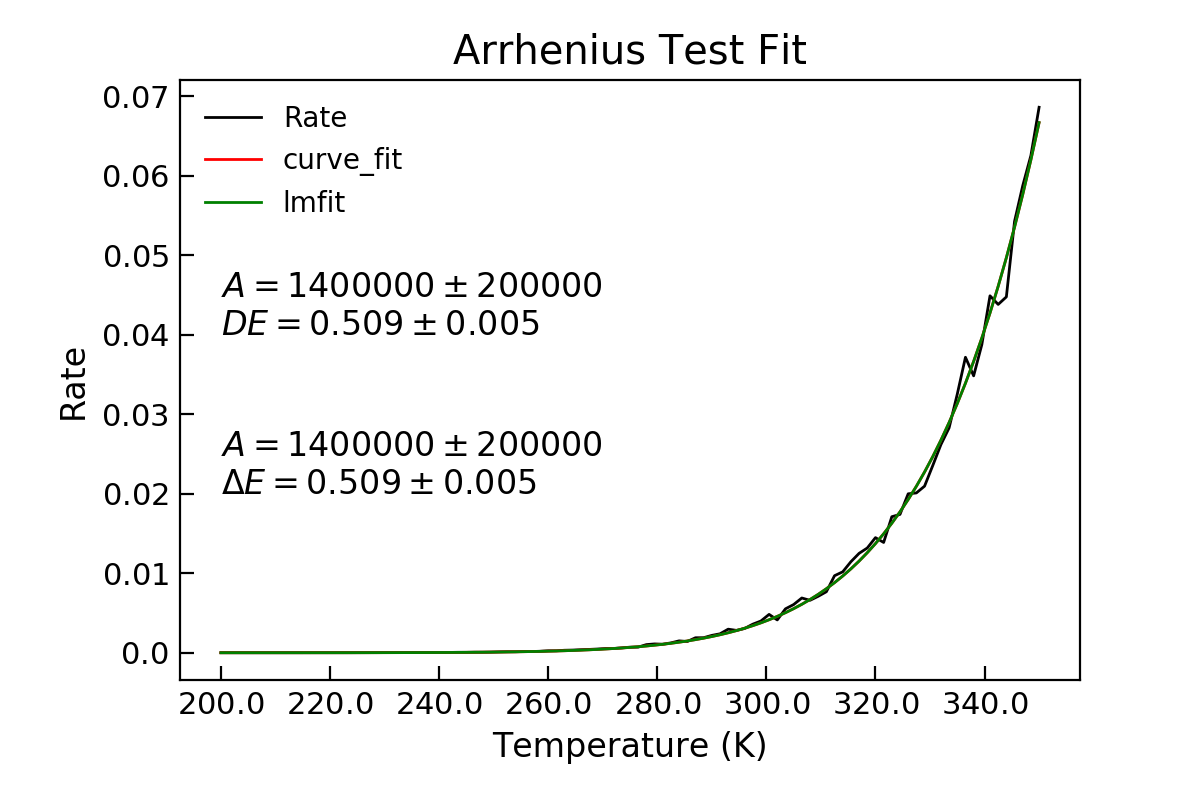 Arrhenius Test Fit
0.07
0.06
0.05
0.04
0.03
0.02
0.01
0.0
Rate
Rate
curve_fit
lmfit
A = 1400000 ± 200000
DE = 0.509 ± 0.005
A = 1400000 ± 200000
ΔE = 0.509 ± 0.005
200.0 220.0 240.0 260.0 280.0 300.0 320.0 340.0
Temperature (K)